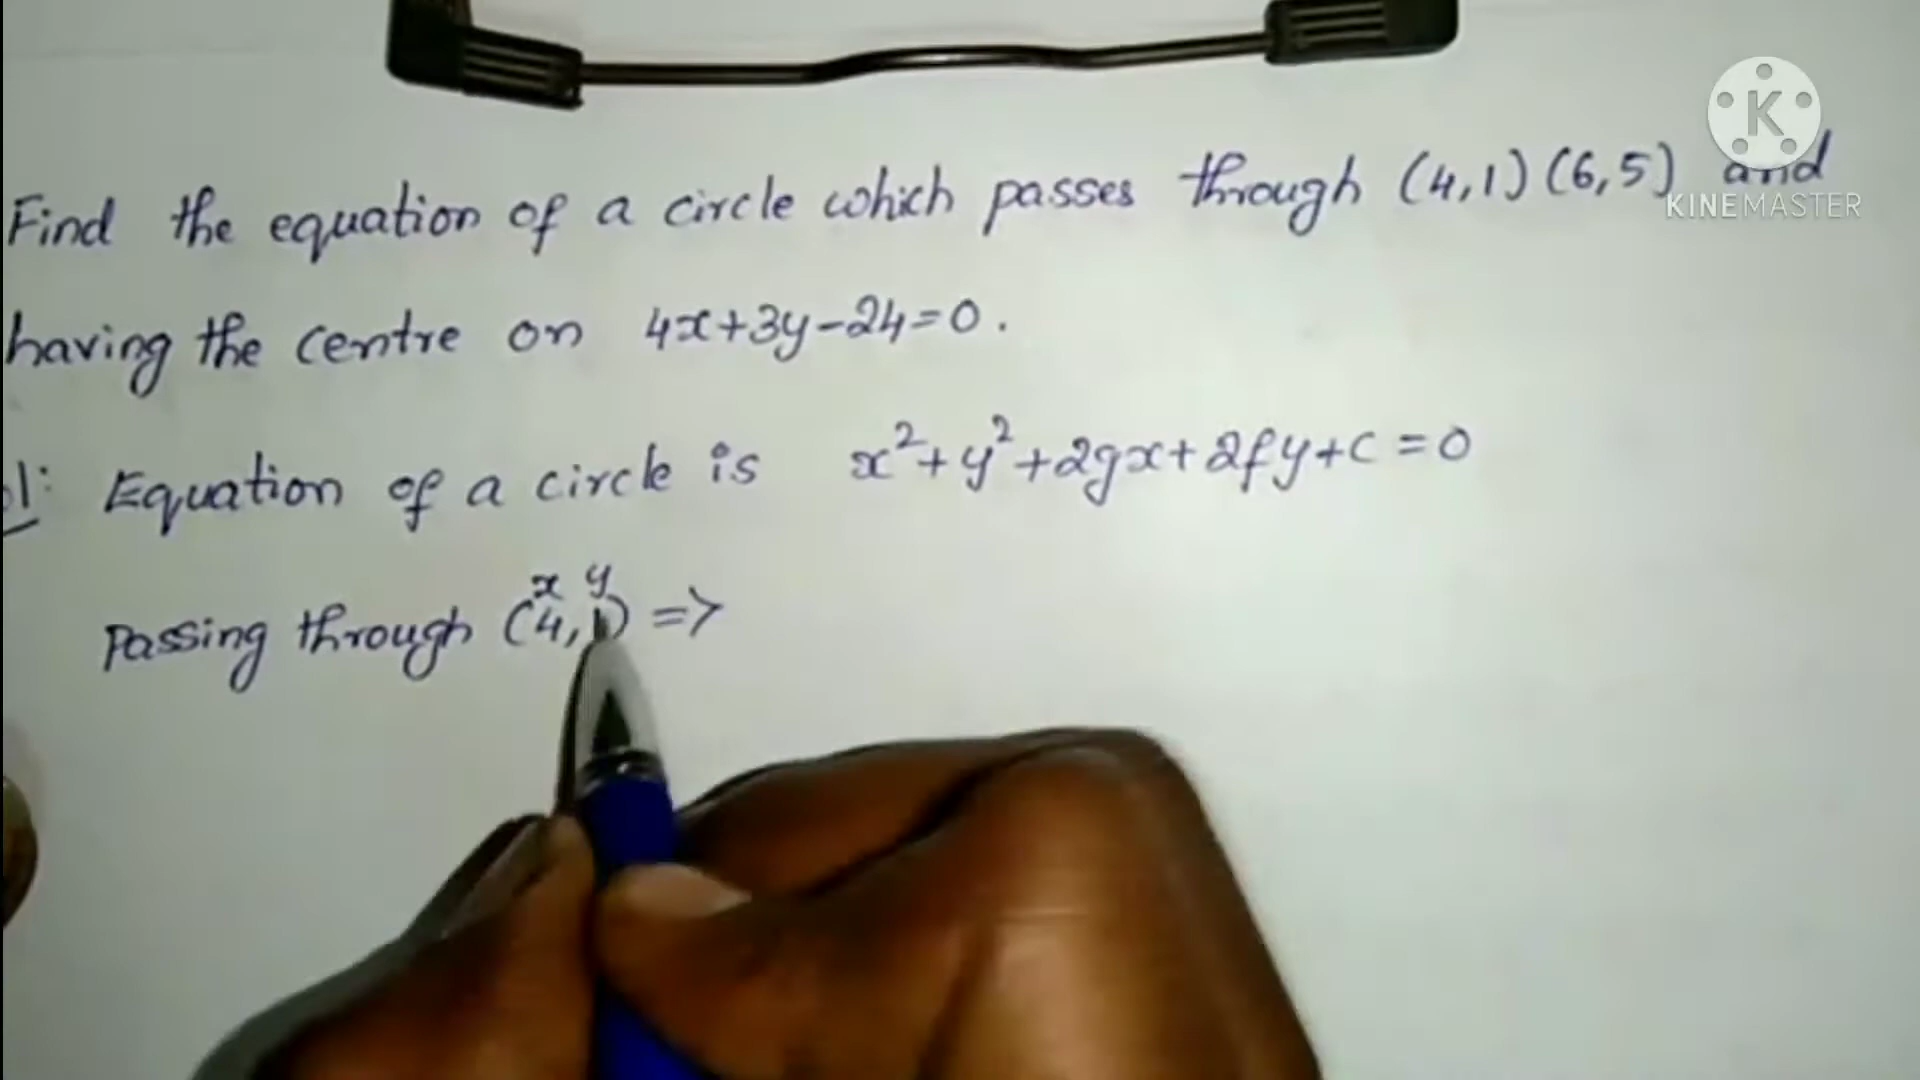 Find the equation of a circle which passes through (4,1) (6,5) and
K
KINEMASTER
having the centre on 4x+3y-24=0.
ol: Equation of a circle is x²+y²+2gx+2fy+c=0
x y
Passing through (4,1) =>